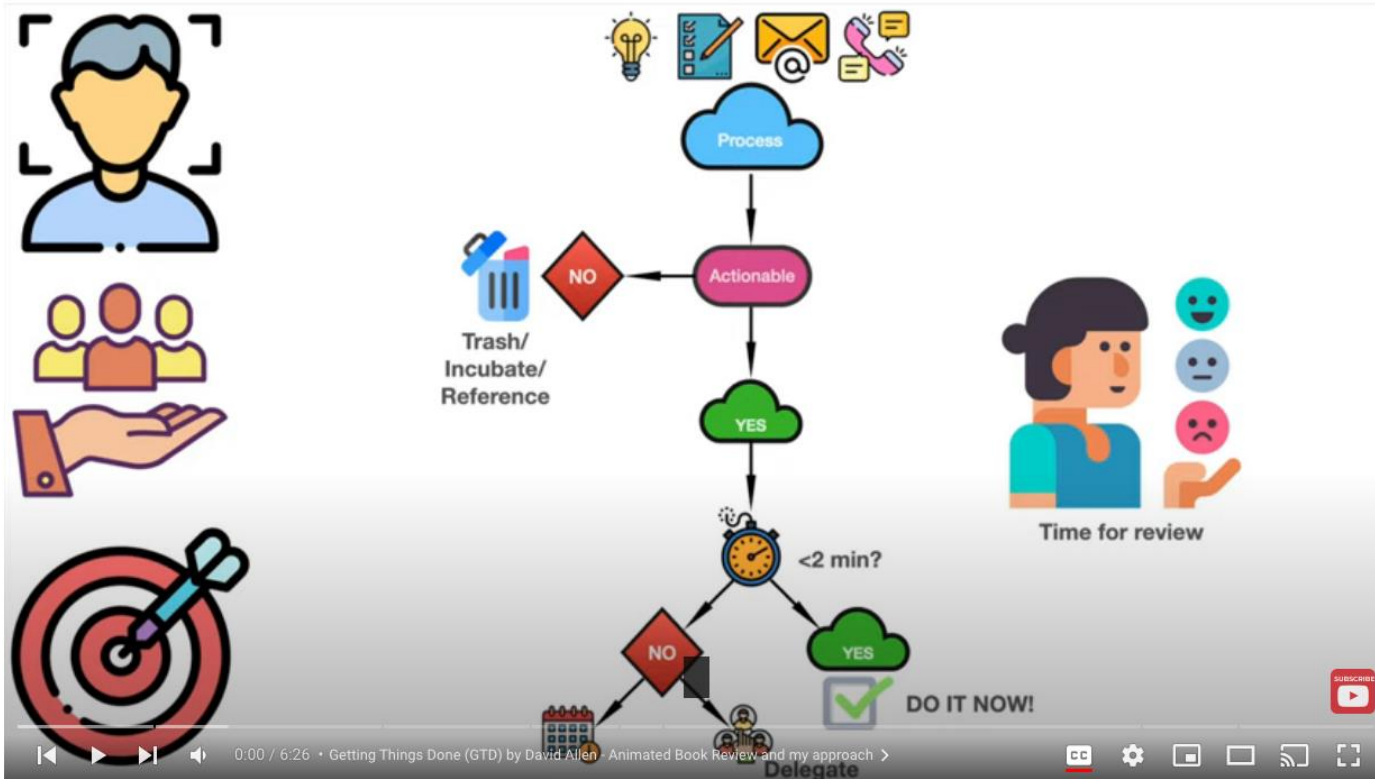 @
Process
NO
Actionable
Trash/
Incubate/
Reference
YES
Time for review
<2 min?
NO
YES
DO IT NOW!
SUBSCRIBE
0:00 / 6:26 • Getting Things Done (GTD) by David Allen - Animated Book Review and my approach
CC
Delegate